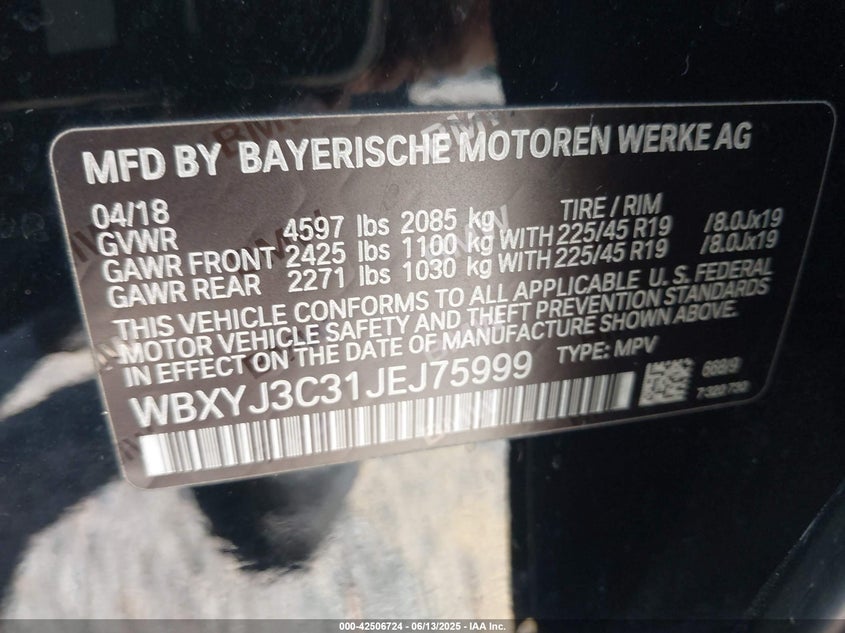 MFD BY BAYERISCHE MOTOREN WERKE AG
04/18 TIRE / RIM
GVWR 4597 lbs 2085 kg
GAWR FRONT 2425 lbs 1100 kg WITH 225/45 R19 /8.0Jx19
GAWR REAR 2271 lbs 1030 kg WITH 225/45 R19 /8.0Jx19
THIS VEHICLE CONFORMS TO ALL APPLICABLE U. S. FEDERAL
MOTOR VEHICLE SAFETY AND THEFT PREVENTION STANDARDS
IN EFFECT ON THE DATE OF MANUFACTURE SHOWN ABOVE.
WBXYJ3C31JEJ75999 TYPE: MPV
000-42506724 - 06/13/2025 - IAA Inc.